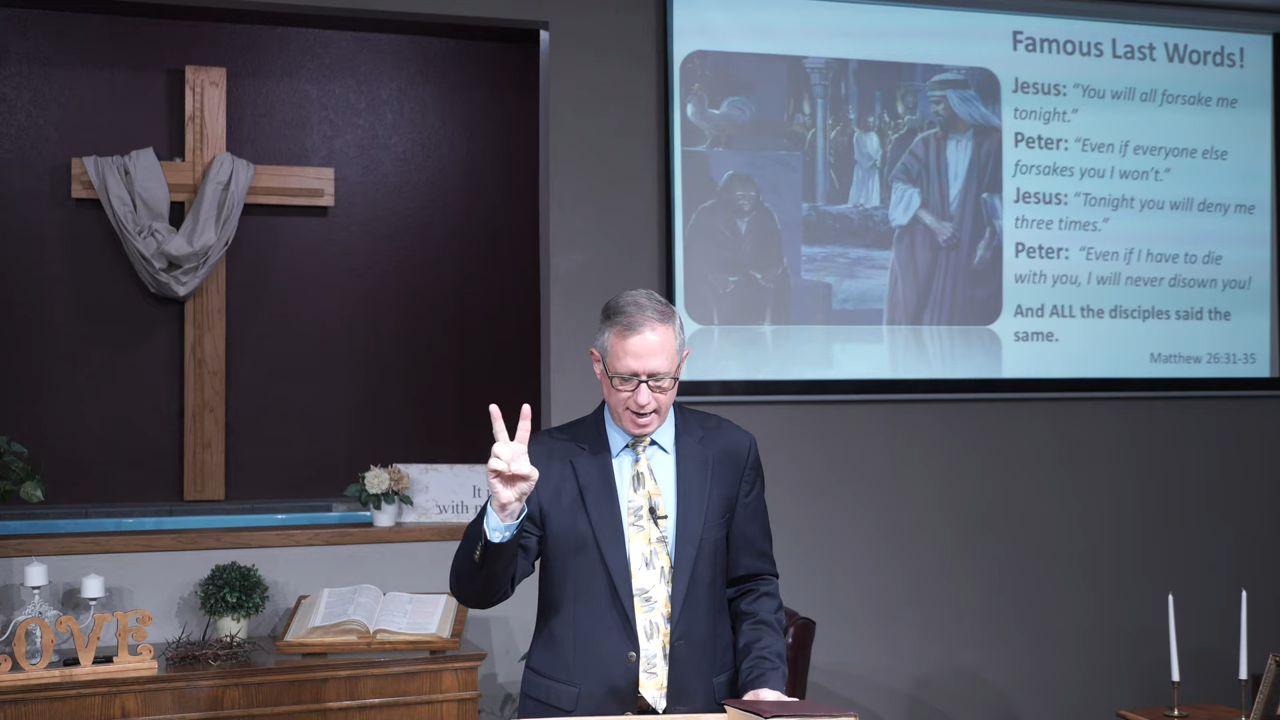 Famous Last Words!
Jesus: "You will all forsake me
tonight."
Peter: "Even if everyone else
forsakes you I won't."
Jesus: "Tonight you will deny me
three times."
Peter: "Even if I have to die
with you, I will never disown you!
And ALL the disciples said the
same.
Matthew 26:31-35
It
with
LOVE